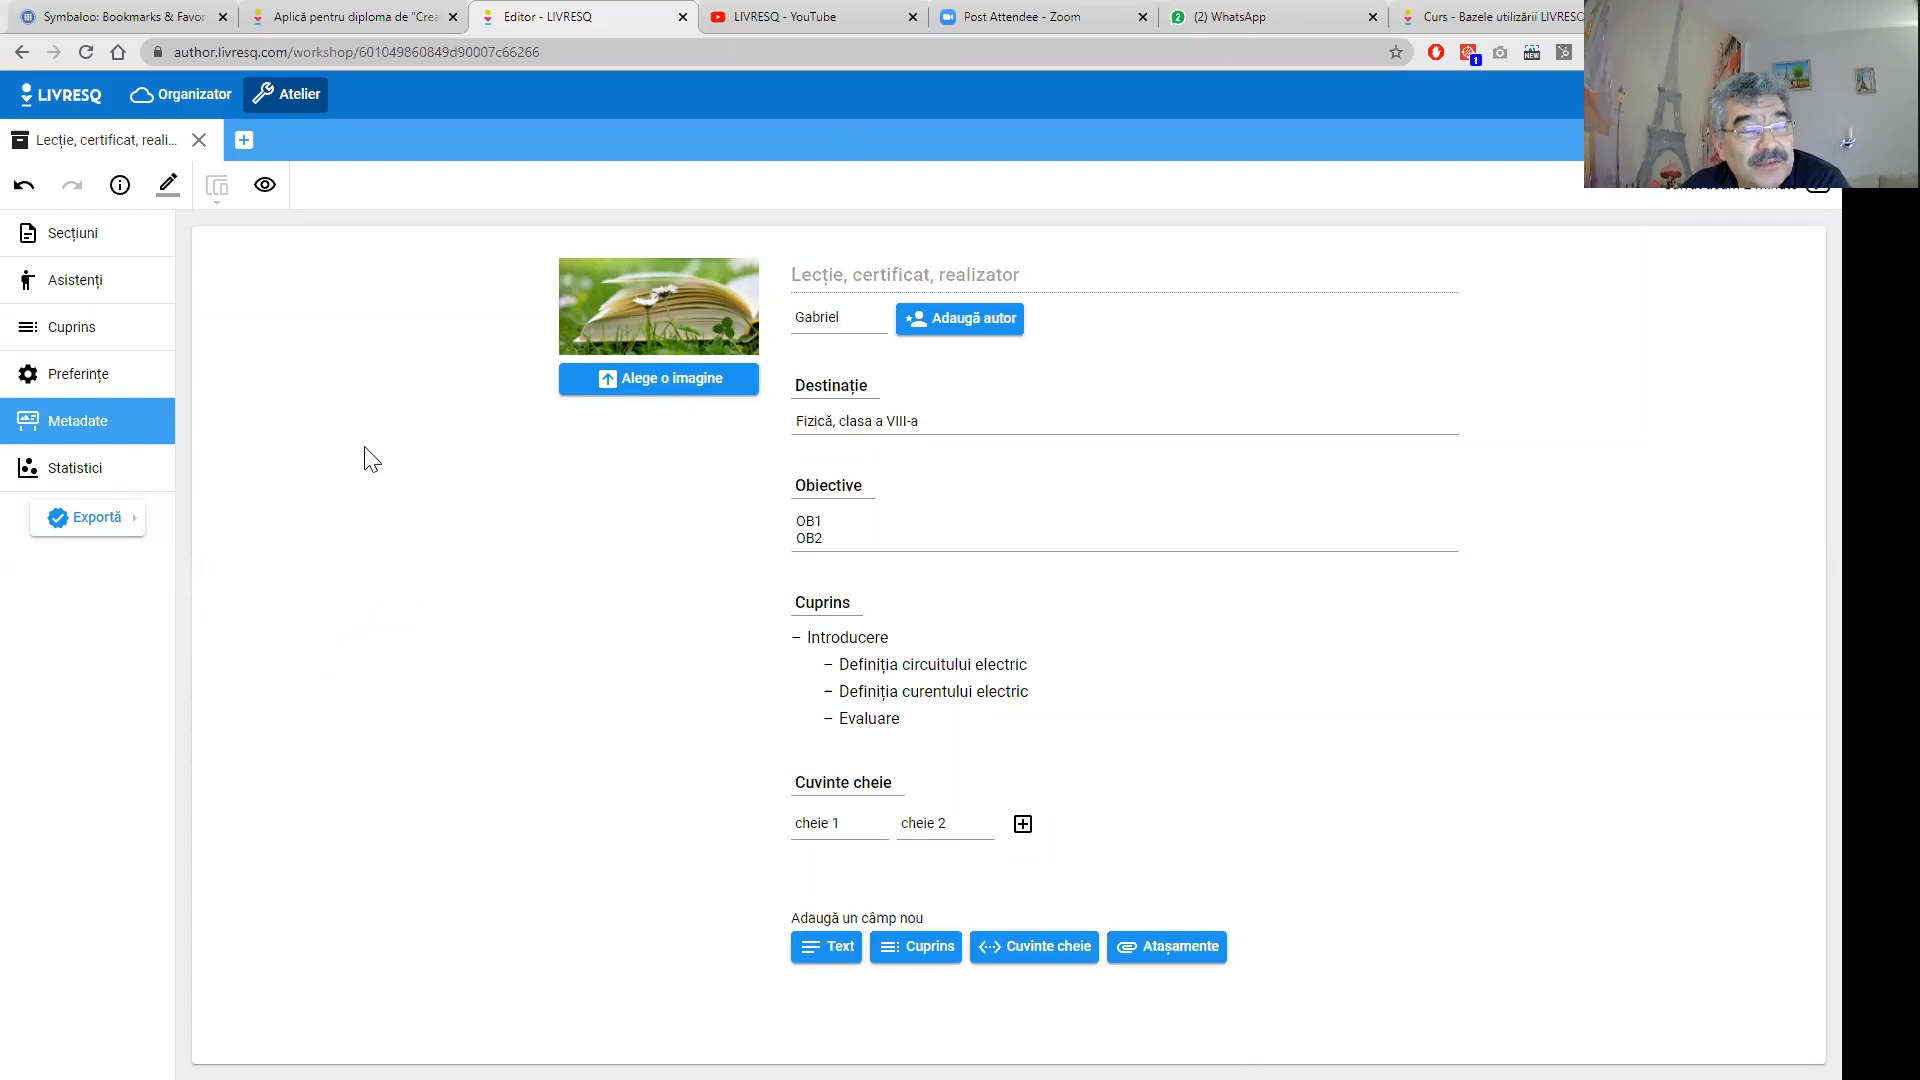 Symbaloo: Bookmarks & Favor
Aplică pentru diploma de "Crea
Editor - LIVRESQ
LIVRESQ - YouTube
Post Attendee - Zoom
(2) WhatsApp
Curs - Bazele utilizării LIVRESQ
author.livresq.com/workshop/601049860849d90007c66266
1
NEW
LIVRESQ
Organizator
Atelier
Lecție, certificat, reali...
Secțiuni
Asistenți
Cuprins
Preferințe
Metadate
Statistici
Exportă
Alege o imagine
Lecție, certificat, realizator
Gabriel
Adaugă autor
Destinație
Fizică, clasa a VIII-a
Obiective
OB1
OB2
Cuprins
– Introducere
– Definiția circuitului electric
– Definiția curentului electric
– Evaluare
Cuvinte cheie
cheie 1 cheie 2
Adaugă un câmp nou
Text
Cuprins
Cuvinte cheie
Atașamente